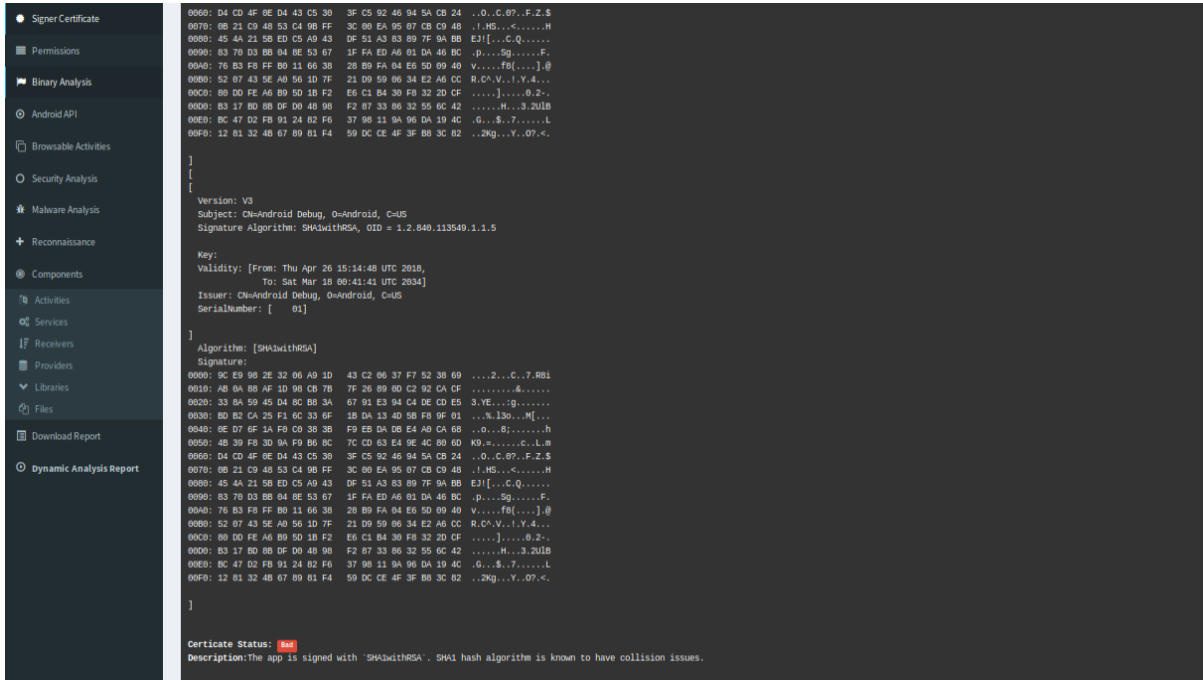 Signer Certificate
Permissions
Binary Analysis
Android API
Browsable Activities
Security Analysis
Malware Analysis
Reconnaissance
Components
Activities
Services
Receivers
Providers
Libraries
Files
Download Report
Dynamic Analysis Report
0060: D4 CD 4F 0E D4 43 C5 30 3F C5 92 46 94 5A CB 24 ..O..C.0?..F.Z.$
0070: 0B 21 C9 48 53 C4 9B FF 3C 00 EA 95 07 CB C9 48 .!.HS...<......H
0080: 45 4A 21 5B ED C5 A9 43 DF 51 A3 83 89 7F 9A BB EJ![...C.Q......
0090: 83 70 D3 BB 04 8E 53 67 1F FA ED A6 01 DA 46 BC .p....Sg......F.
00A0: 76 B3 F8 FF B0 11 66 38 28 B9 FA 04 E6 5D 09 40 v.....f8(....].@
00B0: 52 07 43 5E A0 56 1D 7F 21 D9 59 06 34 E2 A6 CC R.C^.V..!.Y.4...
00C0: 80 DD FE A6 B9 5D 1B F2 E6 C1 B4 30 F8 32 2D CF .....].....0.2-.
00D0: B3 17 BD 8B DF D0 48 98 F2 87 33 86 32 55 6C 42 ......H...3.2UlB
00E0: BC 47 D2 FB 91 24 82 F6 37 98 11 9A 96 DA 19 4C .G...$..7......L
00F0: 12 81 32 4B 67 89 81 F4 59 DC CE 4F 3F B8 3C 82 ..2Kg...Y..O?.<.
]
[
[
Version: V3
Subject: CN=Android Debug, O=Android, C=US
Signature Algorithm: SHA1withRSA, OID = 1.2.840.113549.1.1.5
Key:
Validity: [From: Thu Apr 26 15:14:48 UTC 2018,
To: Sat Mar 18 00:41:41 UTC 2034]
Issuer: CN=Android Debug, O=Android, C=US
SerialNumber: [ 01]
]
Algorithm: [SHA1withRSA]
Signature:
0000: 9C E9 98 2E 32 06 A9 1D 43 C2 06 37 F7 52 38 69 ....2...C..7.R8i
0010: AB 0A 88 AF 1D 98 CB 7B 7F 26 89 0D C2 92 CA CF .........&......
0020: 33 8A 59 45 D4 8C B8 3A 67 91 E3 94 C4 DE CD E5 3.YE...:g.......
0030: BD B2 CA 25 F1 6C 33 6F 1B DA 13 4D 5B F8 9F 01 ...%.l3o...M[...
0040: 0E D7 6F 1A F0 C0 38 3B F9 EB DA DB E4 A0 CA 68 ..o...8;.......h
0050: 4B 39 F8 3D 9A F9 B6 8C 7C CD 63 E4 9E 4C 80 6D K9.=......c..L.m
0060: D4 CD 4F 0E D4 43 C5 30 3F C5 92 46 94 5A CB 24 ..O..C.0?..F.Z.$
0070: 0B 21 C9 48 53 C4 9B FF 3C 00 EA 95 07 CB C9 48 .!.HS...<......H
0080: 45 4A 21 5B ED C5 A9 43 DF 51 A3 83 89 7F 9A BB EJ![...C.Q......
0090: 83 70 D3 BB 04 8E 53 67 1F FA ED A6 01 DA 46 BC .p....Sg......F.
00A0: 76 B3 F8 FF B0 11 66 38 28 B9 FA 04 E6 5D 09 40 v.....f8(....].@
00B0: 52 07 43 5E A0 56 1D 7F 21 D9 59 06 34 E2 A6 CC R.C^.V..!.Y.4...
00C0: 80 DD FE A6 B9 5D 1B F2 E6 C1 B4 30 F8 32 2D CF .....].....0.2-.
00D0: B3 17 BD 8B DF D0 48 98 F2 87 33 86 32 55 6C 42 ......H...3.2UlB
00E0: BC 47 D2 FB 91 24 82 F6 37 98 11 9A 96 DA 19 4C .G...$..7......L
00F0: 12 81 32 4B 67 89 81 F4 59 DC CE 4F 3F B8 3C 82 ..2Kg...Y..O?.<.
]
Certicate Status: Bad
Description:The app is signed with `SHA1withRSA`. SHA1 hash algorithm is known to have collision issues.